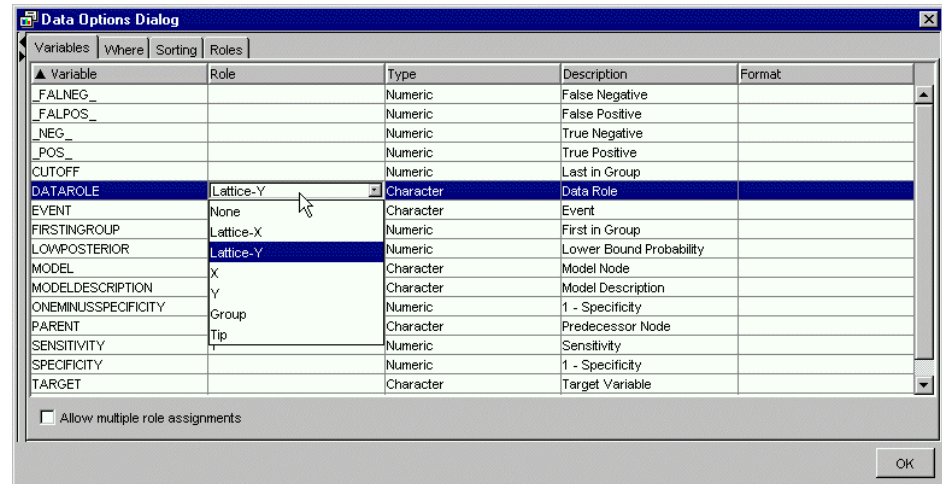 Data Options Dialog
Variables Where Sorting Roles
Variable Role Type Description Format
_FALNEG_ Numeric False Negative
_FALPOS_ Numeric False Positive
_NEG_ Numeric True Negative
_POS_ Numeric True Positive
CUTOFF Numeric Last in Group
DATAROLE Lattice-Y Character Data Role
EVENT None Character Event
FIRSTINGROUP Lattice-X Numeric First in Group
LOWPOSTERIOR Lattice-Y Numeric Lower Bound Probability
MODEL X Character Model Node
MODELDESCRIPTION Y Character Model Description
ONEMINUSSPECIFICITY Group Numeric 1 - Specificity
PARENT Tip Character Predecessor Node
SENSITIVITY Numeric Sensitivity
SPECIFICITY Numeric 1 - Specificity
TARGET Character Target Variable
Allow multiple role assignments
OK